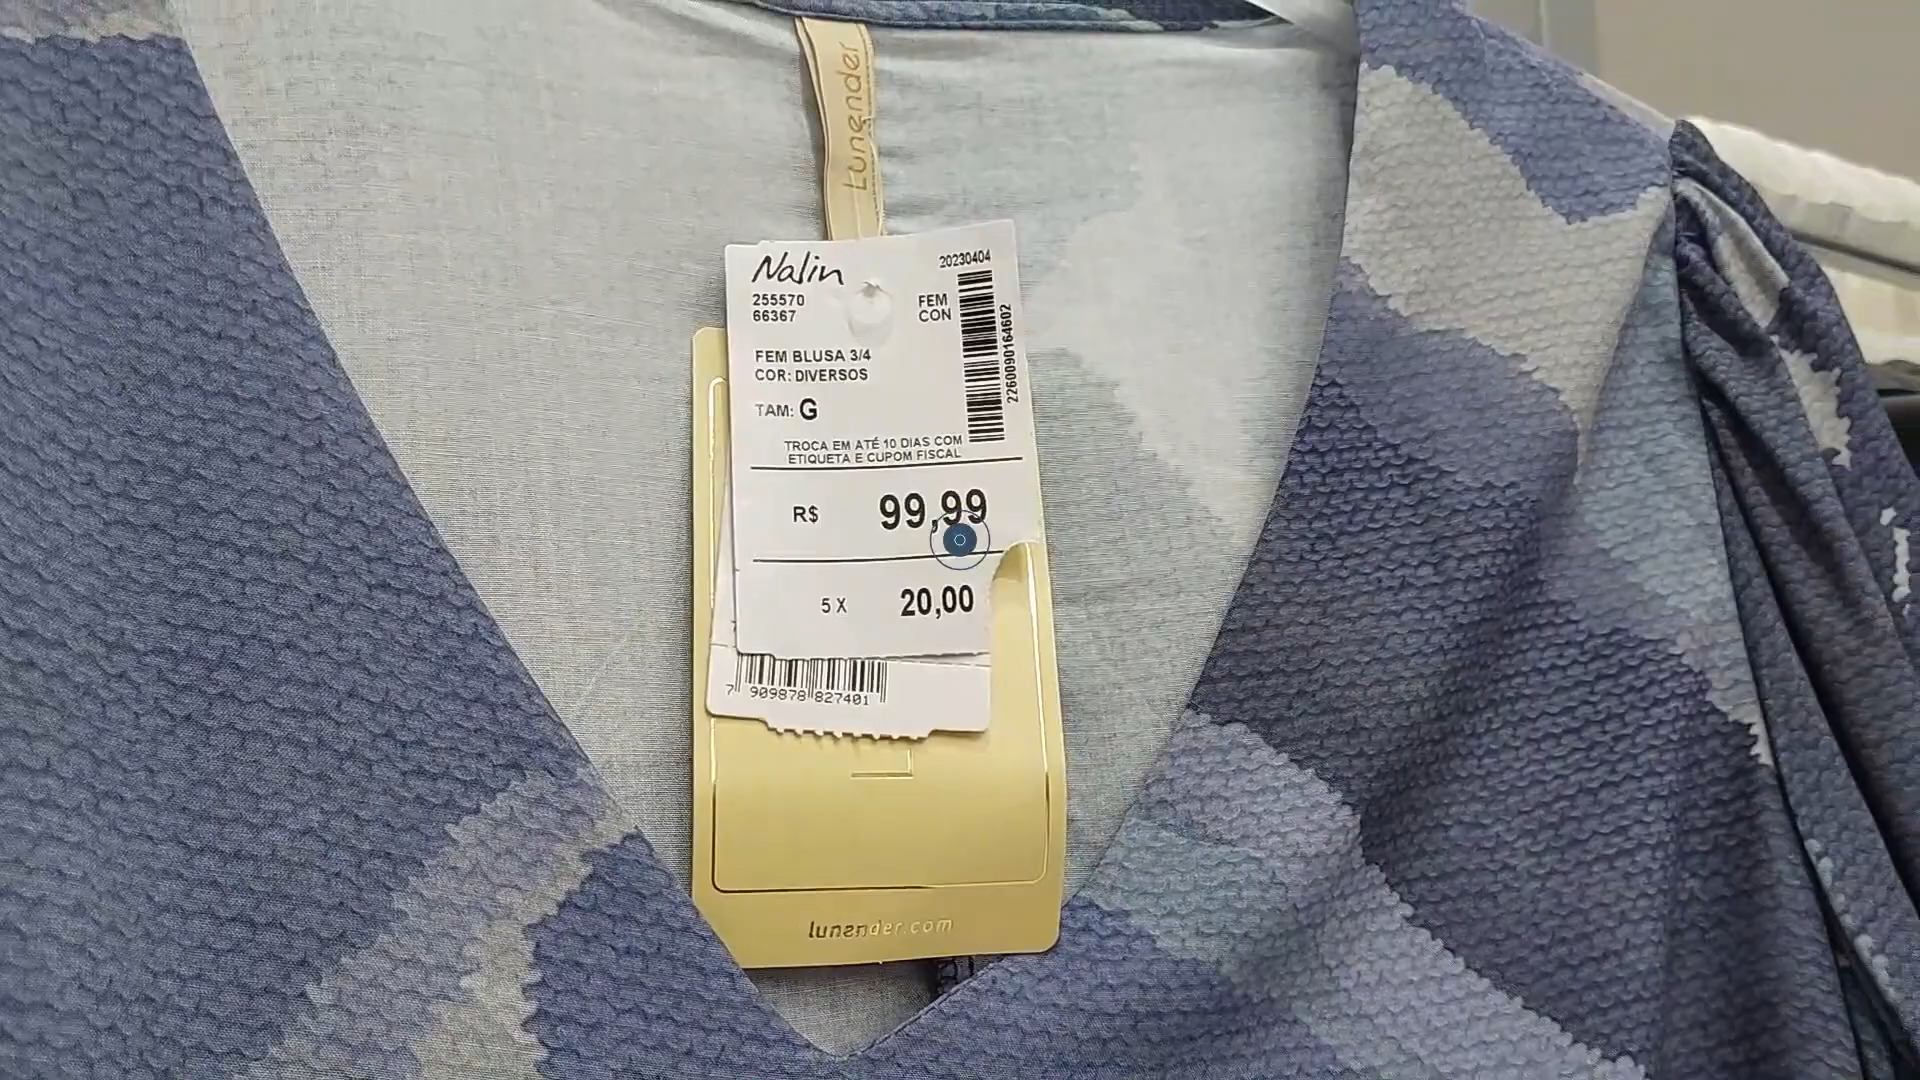 Lunender
Nalin
20230404
255570
66367
FEM
CON
2260090164602
FEM BLUSA 3/4
COR: DIVERSOS
TAM: G
TROCA EM ATÉ 10 DIAS COM
ETIQUETA E CUPOM FISCAL
R$ 99,99
5 X 20,00
7 909878 827401
lunender.com